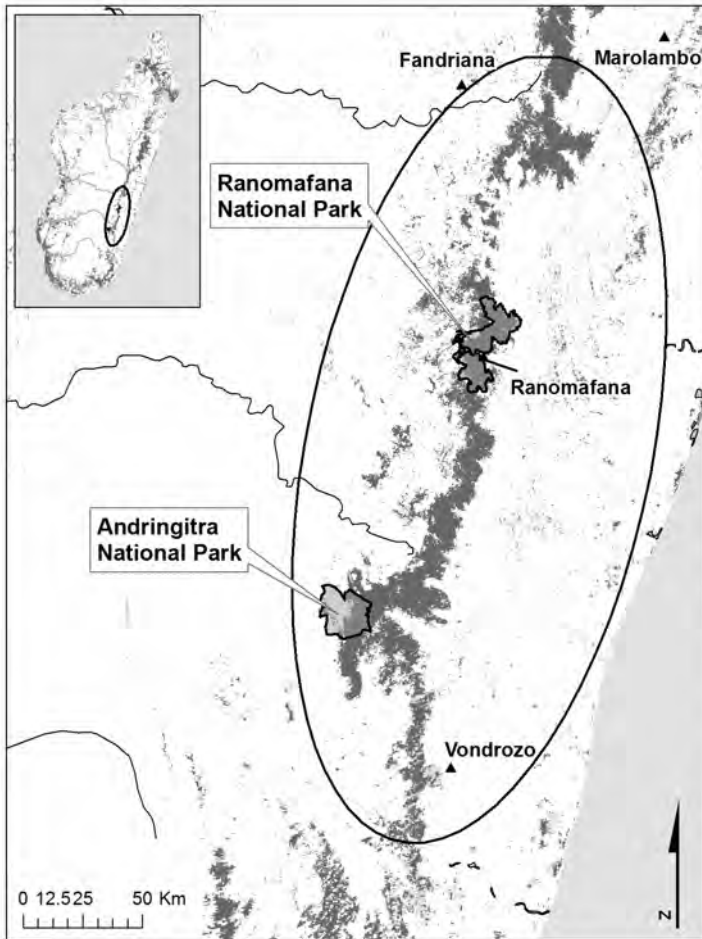 Fandriana
Marolambo
Ranomafana
National Park
Ranomafana
Andringitra
National Park
Vondrozo
0 12.525 50 Km
N